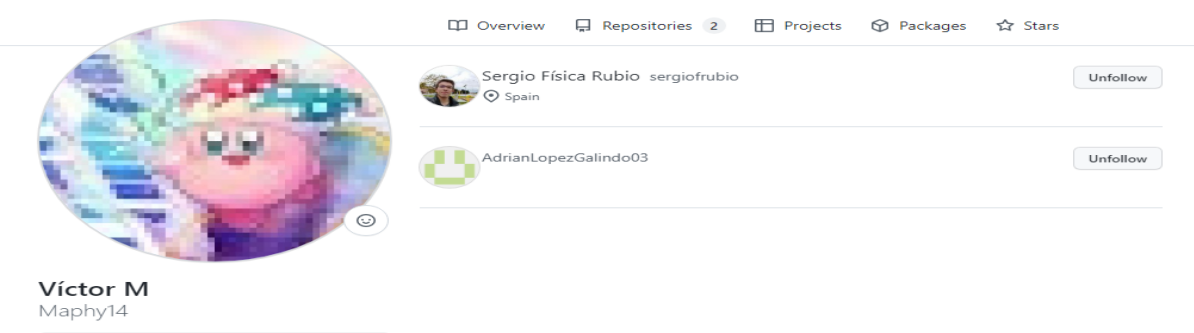 Overview Repositories 2 Projects Packages Stars
Sergio Física Rubio sergiofrubio Unfollow
Spain
AdrianLopezGalindo03 Unfollow
Víctor M
Maphy14